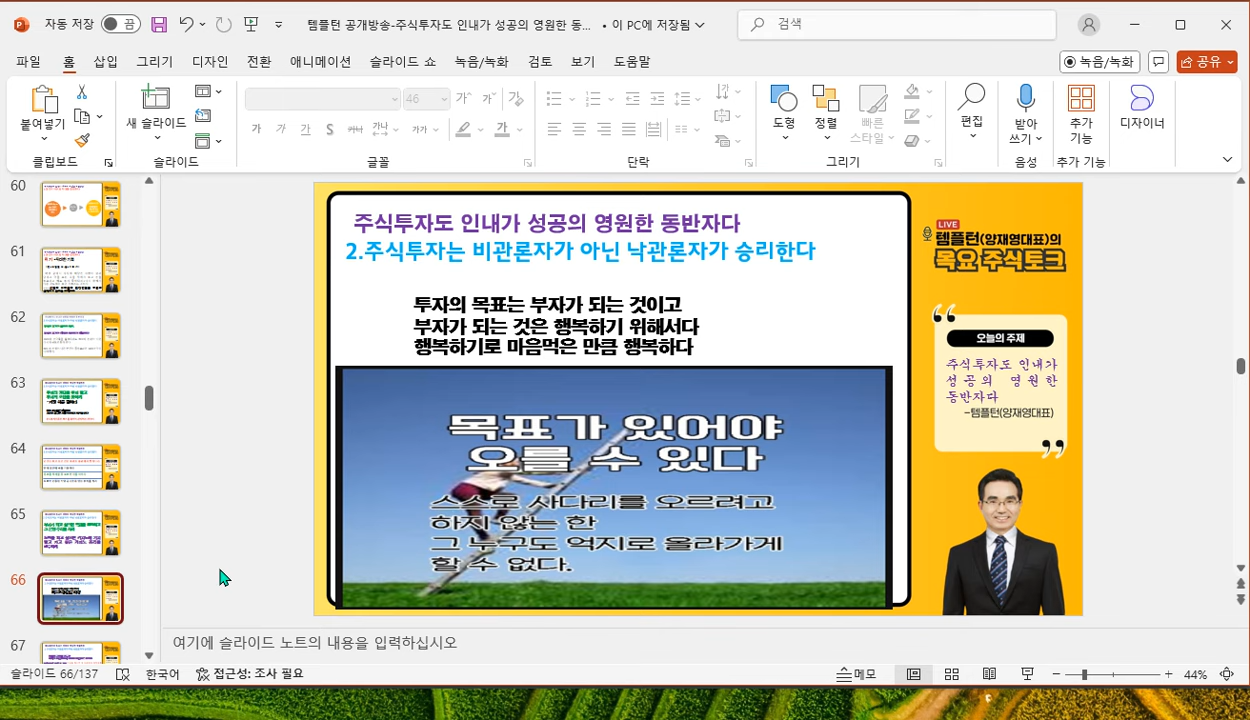 자동 저장 끔
템플턴 공개방송-주식투자도 인내가 성공의 영원한 동... • 이 PC에 저장됨
검색
파일 홈 삽입 그리기 디자인 전환 애니메이션 슬라이드 쇼 녹음/녹화 검토 보기 도움말
녹음/녹화 공유
붙여넣기
클립보드
새 슬라이드
슬라이드
46
가 가 가 S 가나 가가 가
글꼴
단락
도형 정렬 빠른 스타일
그리기
편집
받아쓰기
음성
추가 기능
추가 기능
디자이너
60
61
62
63
64
65
66
67
주식투자도 인내가 성공의 영원한 동반자다
2.주식투자는 비관론자가 아닌 낙관론자가 승리한다
투자의 목표는 부자가 되는 것이고
부자가 되는 것은 행복하기 위해서다
행복하기로 마음먹은 만큼 행복하다
목표가 있어야
오를 수 있다
스스로 사다리를 오르려고
하지 않는 한
그 누구도 억지로 올라가게
할 수 없다.
LIVE
템플턴(양재영대표)의
목요 주식토크
오늘의 주제
주식투자도 인내가
성공의 영원한
동반자다
-템플턴(양재영대표)
여기에 슬라이드 노트의 내용을 입력하십시오
슬라이드 66/137 한국어 접근성: 조사 필요 메모 44%